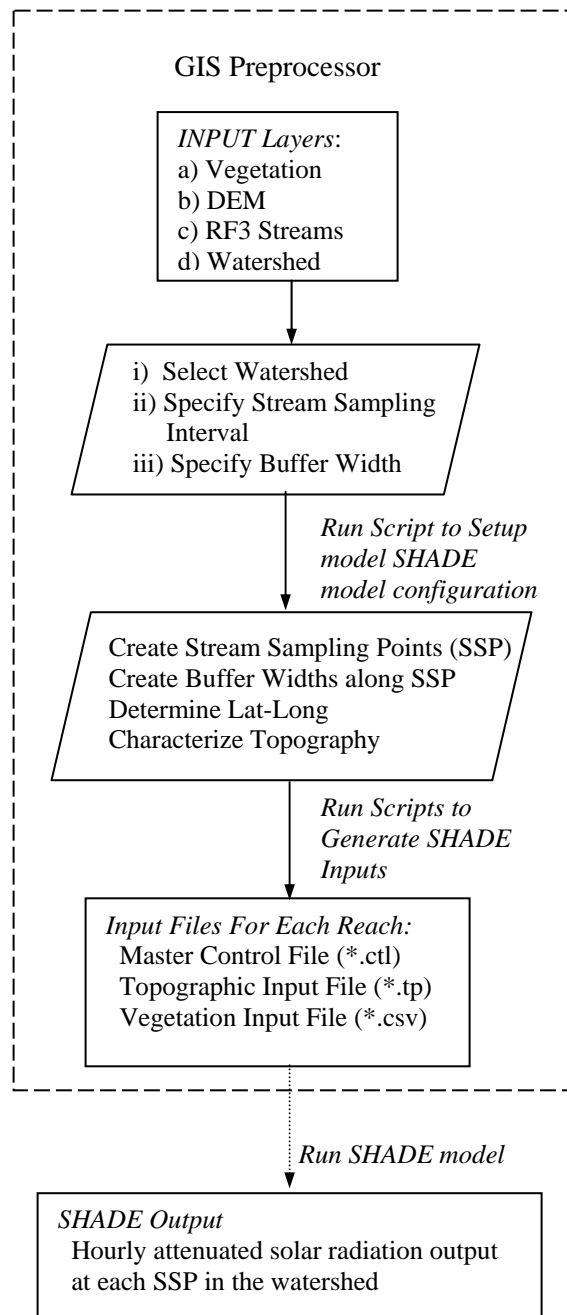 GIS Preprocessor
INPUT Layers:
a) Vegetation
b) DEM
c) RF3 Streams
d) Watershed
i) Select Watershed
ii) Specify Stream Sampling
Interval
iii) Specify Buffer Width
Run Script to Setup
model SHADE
model configuration
Create Stream Sampling Points (SSP)
Create Buffer Widths along SSP
Determine Lat-Long
Characterize Topography
Run Scripts to
Generate SHADE
Inputs
Input Files For Each Reach:
Master Control File (*.ctl)
Topographic Input File (*.tp)
Vegetation Input File (*.csv)
Run SHADE model
SHADE Output
Hourly attenuated solar radiation output
at each SSP in the watershed